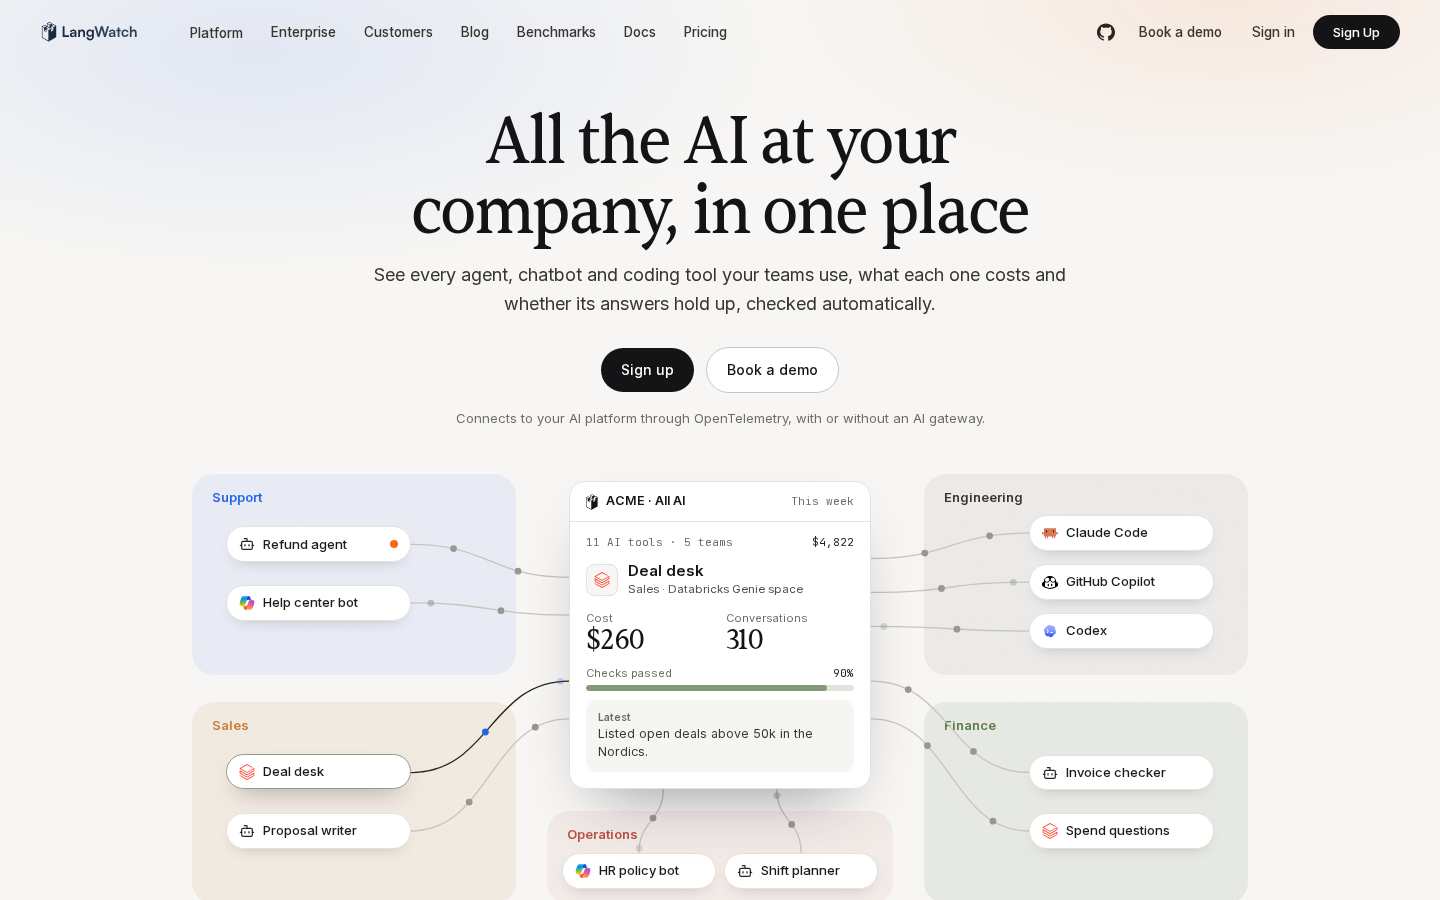 LangWatch
Platform
Enterprise
Customers
Blog
Benchmarks
Docs
Pricing
Book a demo
Sign in
Sign Up
All the AI at your
company, in one place
See every agent, chatbot and coding tool your teams use, what each one costs and
whether its answers hold up, checked automatically.
Sign up
Book a demo
Connects to your AI platform through OpenTelemetry, with or without an AI gateway.
Support
Refund agent
Help center bot
Sales
Deal desk
Proposal writer
ACME · All AI
This week
11 AI tools · 5 teams
$4,822
Deal desk
Sales · Databricks Genie space
Cost
Conversations
$260
310
Checks passed
90%
Latest
Listed open deals above 50k in the
Nordics.
Operations
HR policy bot
Shift planner
Engineering
Claude Code
GitHub Copilot
Codex
Finance
Invoice checker
Spend questions